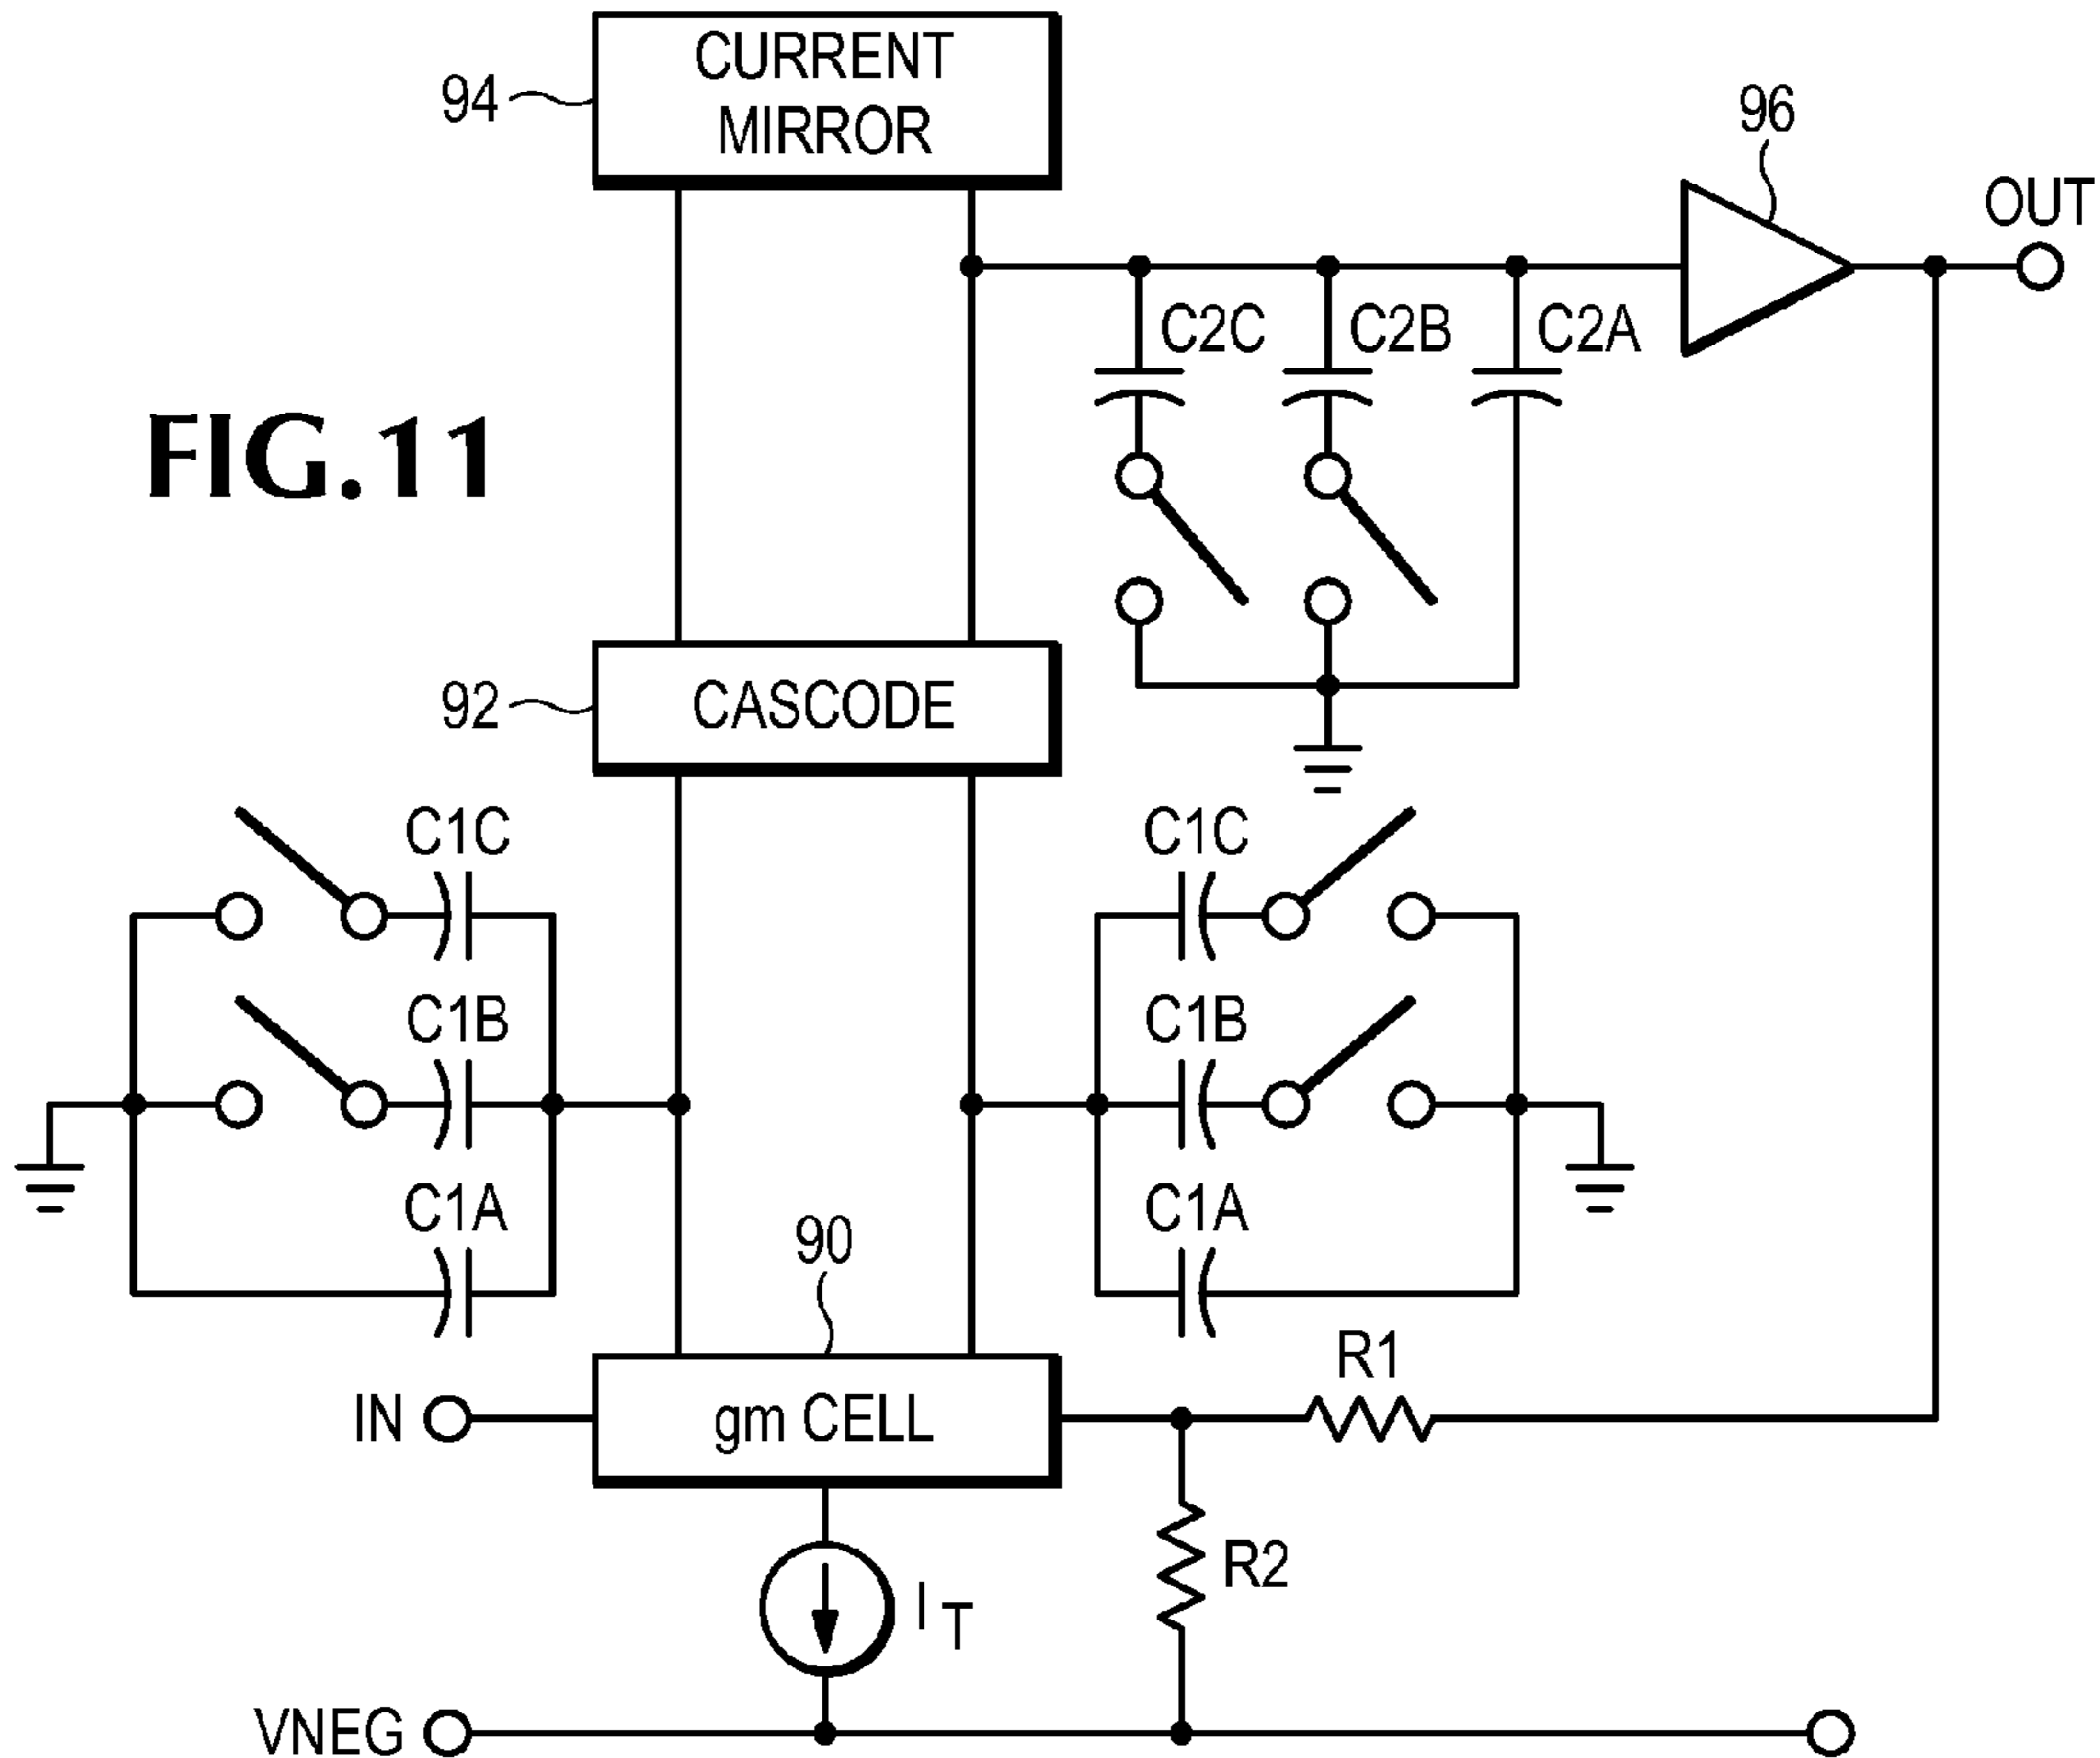 CURRENT
MIRROR
94
96
OUT
C2C
C2B
C2A
FIG.11
92
CASCODE
C1C
C1C
C1B
C1B
C1A
C1A
90
R1
IN
gm CELL
R2
I T
VNEG